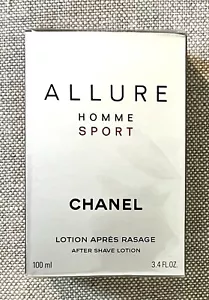 ALLURE
HOMME
SPORT
CHANEL
LOTION APRÈS RASAGE
AFTER SHAVE LOTION
100 ml 3.4 FL.OZ.